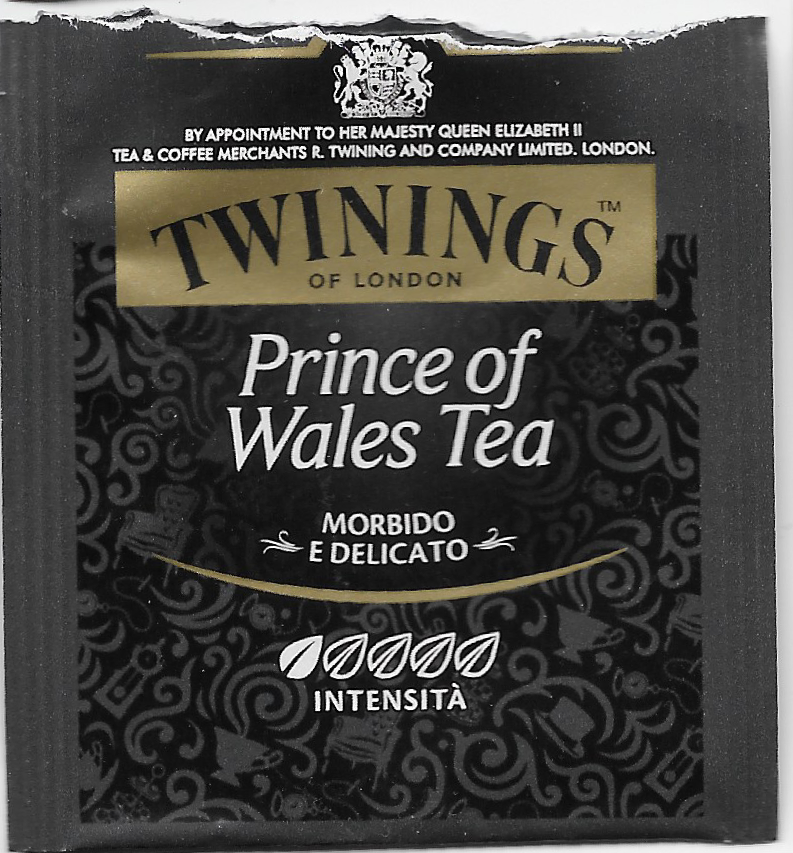 BY APPOINTMENT TO HER MAJESTY QUEEN ELIZABETH II
TEA & COFFEE MERCHANTS R. TWINING AND COMPANY LIMITED. LONDON.
TWININGS™
OF LONDON
Prince of
Wales Tea
MORBIDO
E DELICATO
INTENSITÀ